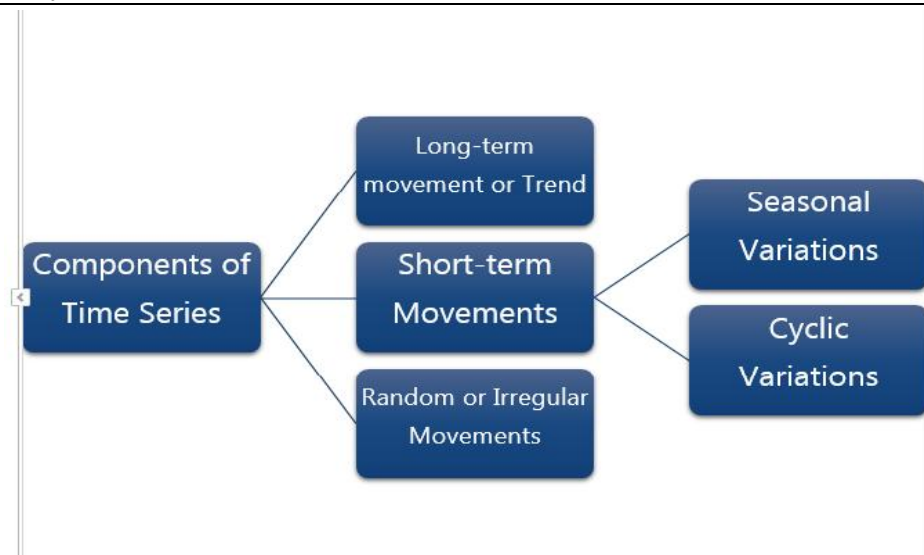 Components of
Time Series
Long-term
movement or Trend
Short-term
Movements
Random or Irregular
Movements
Seasonal
Variations
Cyclic
Variations